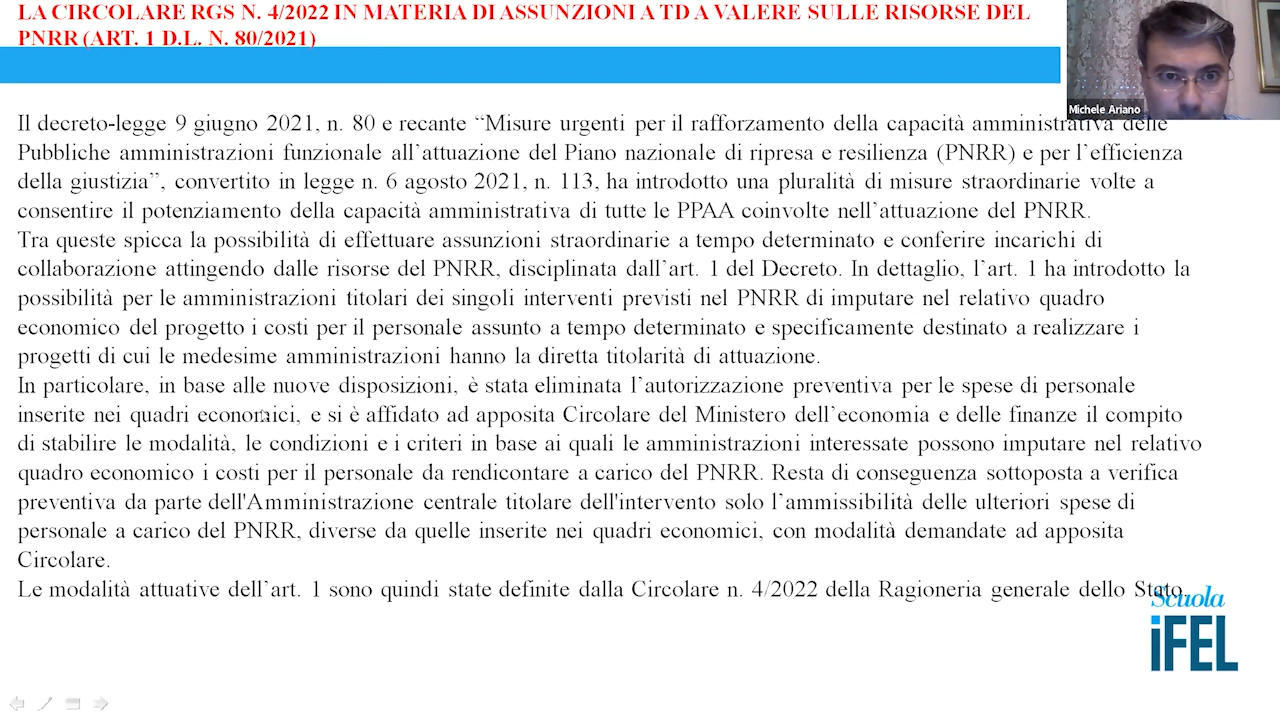 LA CIRCOLARE RGS N. 4/2022 IN MATERIA DI ASSUNZIONI A TD A VALERE SULLE RISORSE DEL
PNRR (ART. 1 D.L. N. 80/2021)
Michele Ariano
Il decreto-legge 9 giugno 2021, n. 80 e recante “Misure urgenti per il rafforzamento della capacità amministrativa delle
Pubbliche amministrazioni funzionale all’attuazione del Piano nazionale di ripresa e resilienza (PNRR) e per l’efficienza
della giustizia”, convertito in legge n. 6 agosto 2021, n. 113, ha introdotto una pluralità di misure straordinarie volte a
consentire il potenziamento della capacità amministrativa di tutte le PPAA coinvolte nell’attuazione del PNRR.
Tra queste spicca la possibilità di effettuare assunzioni straordinarie a tempo determinato e conferire incarichi di
collaborazione attingendo dalle risorse del PNRR, disciplinata dall’art. 1 del Decreto. In dettaglio, l’art. 1 ha introdotto la
possibilità per le amministrazioni titolari dei singoli interventi previsti nel PNRR di imputare nel relativo quadro
economico del progetto i costi per il personale assunto a tempo determinato e specificamente destinato a realizzare i
progetti di cui le medesime amministrazioni hanno la diretta titolarità di attuazione.
In particolare, in base alle nuove disposizioni, è stata eliminata l’autorizzazione preventiva per le spese di personale
inserite nei quadri economici, e si è affidato ad apposita Circolare del Ministero dell’economia e delle finanze il compito
di stabilire le modalità, le condizioni e i criteri in base ai quali le amministrazioni interessate possono imputare nel relativo
quadro economico i costi per il personale da rendicontare a carico del PNRR. Resta di conseguenza sottoposta a verifica
preventiva da parte dell'Amministrazione centrale titolare dell'intervento solo l’ammissibilità delle ulteriori spese di
personale a carico del PNRR, diverse da quelle inserite nei quadri economici, con modalità demandate ad apposita
Circolare.
Le modalità attuative dell’art. 1 sono quindi state definite dalla Circolare n. 4/2022 della Ragioneria generale dello Stato.
Scuola
iFEL